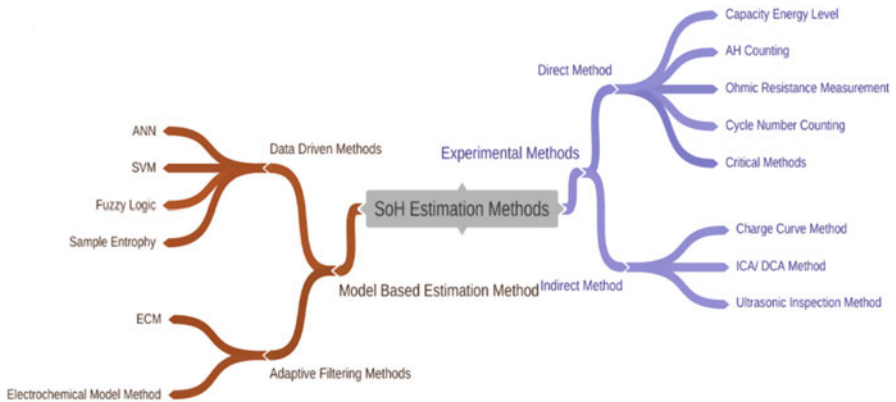 SoH Estimation Methods
Experimental Methods
Direct Method
Capacity Energy Level
AH Counting
Ohmic Resistance Measurement
Cycle Number Counting
Critical Methods
Indirect Method
Charge Curve Method
ICA/ DCA Method
Ultrasonic Inspection Method
Model Based Estimation Method
Data Driven Methods
ANN
SVM
Fuzzy Logic
Sample Entrophy
Adaptive Filtering Methods
ECM
Electrochemical Model Method